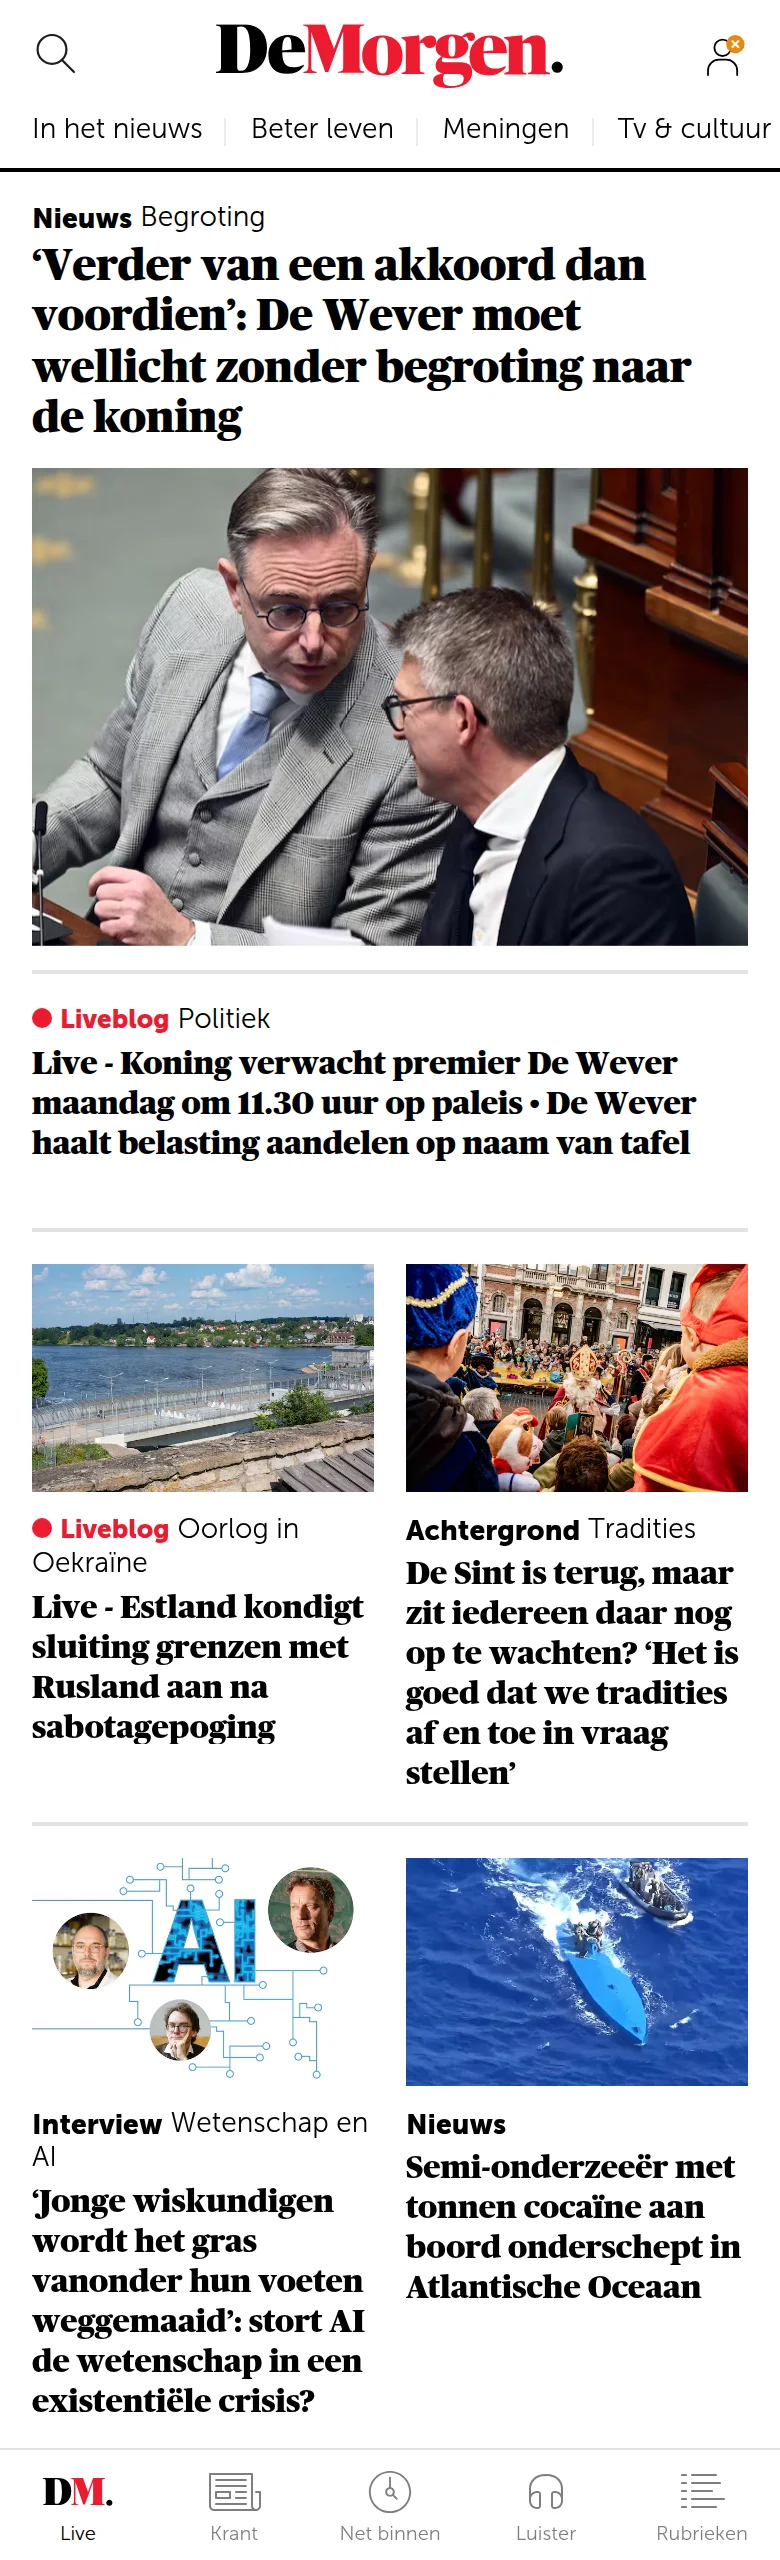 DeMorgen.
In het nieuws
Beter leven
Meningen
Tv & cultuur
Nieuws Begroting
‘Verder van een akkoord dan
voordien’: De Wever moet
wellicht zonder begroting naar
de koning
Liveblog Politiek
Live - Koning verwacht premier De Wever
maandag om 11.30 uur op paleis • De Wever
haalt belasting aandelen op naam van tafel
Liveblog Oorlog in
Oekraïne
Live - Estland kondigt
sluiting grenzen met
Rusland aan na
sabotagepoging
Achtergrond Tradities
De Sint is terug, maar
zit iedereen daar nog
op te wachten? ‘Het is
goed dat we tradities
af en toe in vraag
stellen’
AI
Interview Wetenschap en
AI
‘Jonge wiskundigen
wordt het gras
vanonder hun voeten
weggemaaid’: stort AI
de wetenschap in een
existentiële crisis?
Nieuws
Semi-onderzeeër met
tonnen cocaïne aan
boord onderschept in
Atlantische Oceaan
DM.
Live
Krant
Net binnen
Luister
Rubrieken